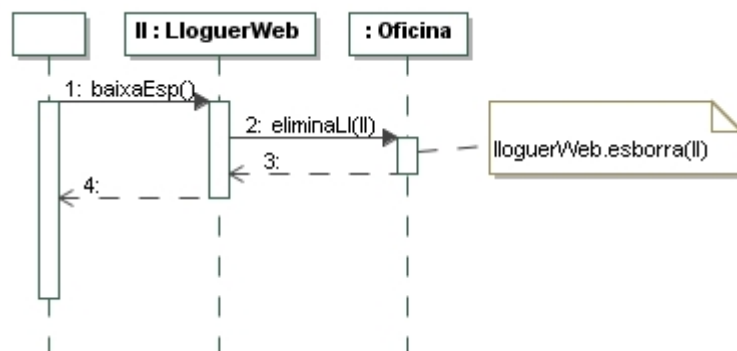 ll : LloguerWeb
: Oficina
1: baixaEsp()
2: eliminaLl(ll)
3:
4:
lloguerWeb.esborra(ll)